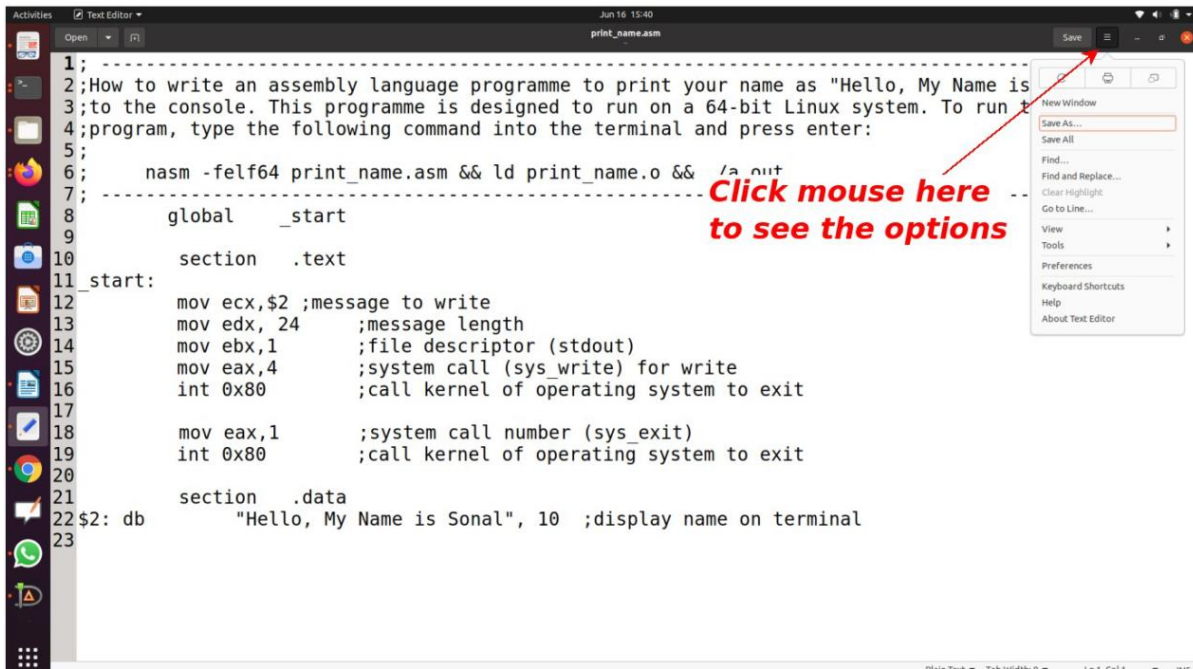 Activities Text Editor Jun 16 15:40
Open print_name.asm Save
1; ----------------------------------------------------------------------------------
2;How to write an assembly language programme to print your name as "Hello, My Name is
3;to the console. This programme is designed to run on a 64-bit Linux system. To run t
4;program, type the following command into the terminal and press enter:
5;
6; nasm -felf64 print_name.asm && ld print_name.o && /a out
7; ----------------------------------------------------------------------------------
8 global _start
9
10 section .text
11 _start:
12 mov ecx,$2 ;message to write
13 mov edx, 24 ;message length
14 mov ebx,1 ;file descriptor (stdout)
15 mov eax,4 ;system call (sys_write) for write
16 int 0x80 ;call kernel of operating system to exit
17
18 mov eax,1 ;system call number (sys_exit)
19 int 0x80 ;call kernel of operating system to exit
20
21 section .data
22 $2: db "Hello, My Name is Sonal", 10 ;display name on terminal
23
Click mouse here
to see the options
New Window
Save As...
Save All
Find...
Find and Replace...
Clear Highlight
Go to Line...
View
Tools
Preferences
Keyboard Shortcuts
Help
About Text Editor